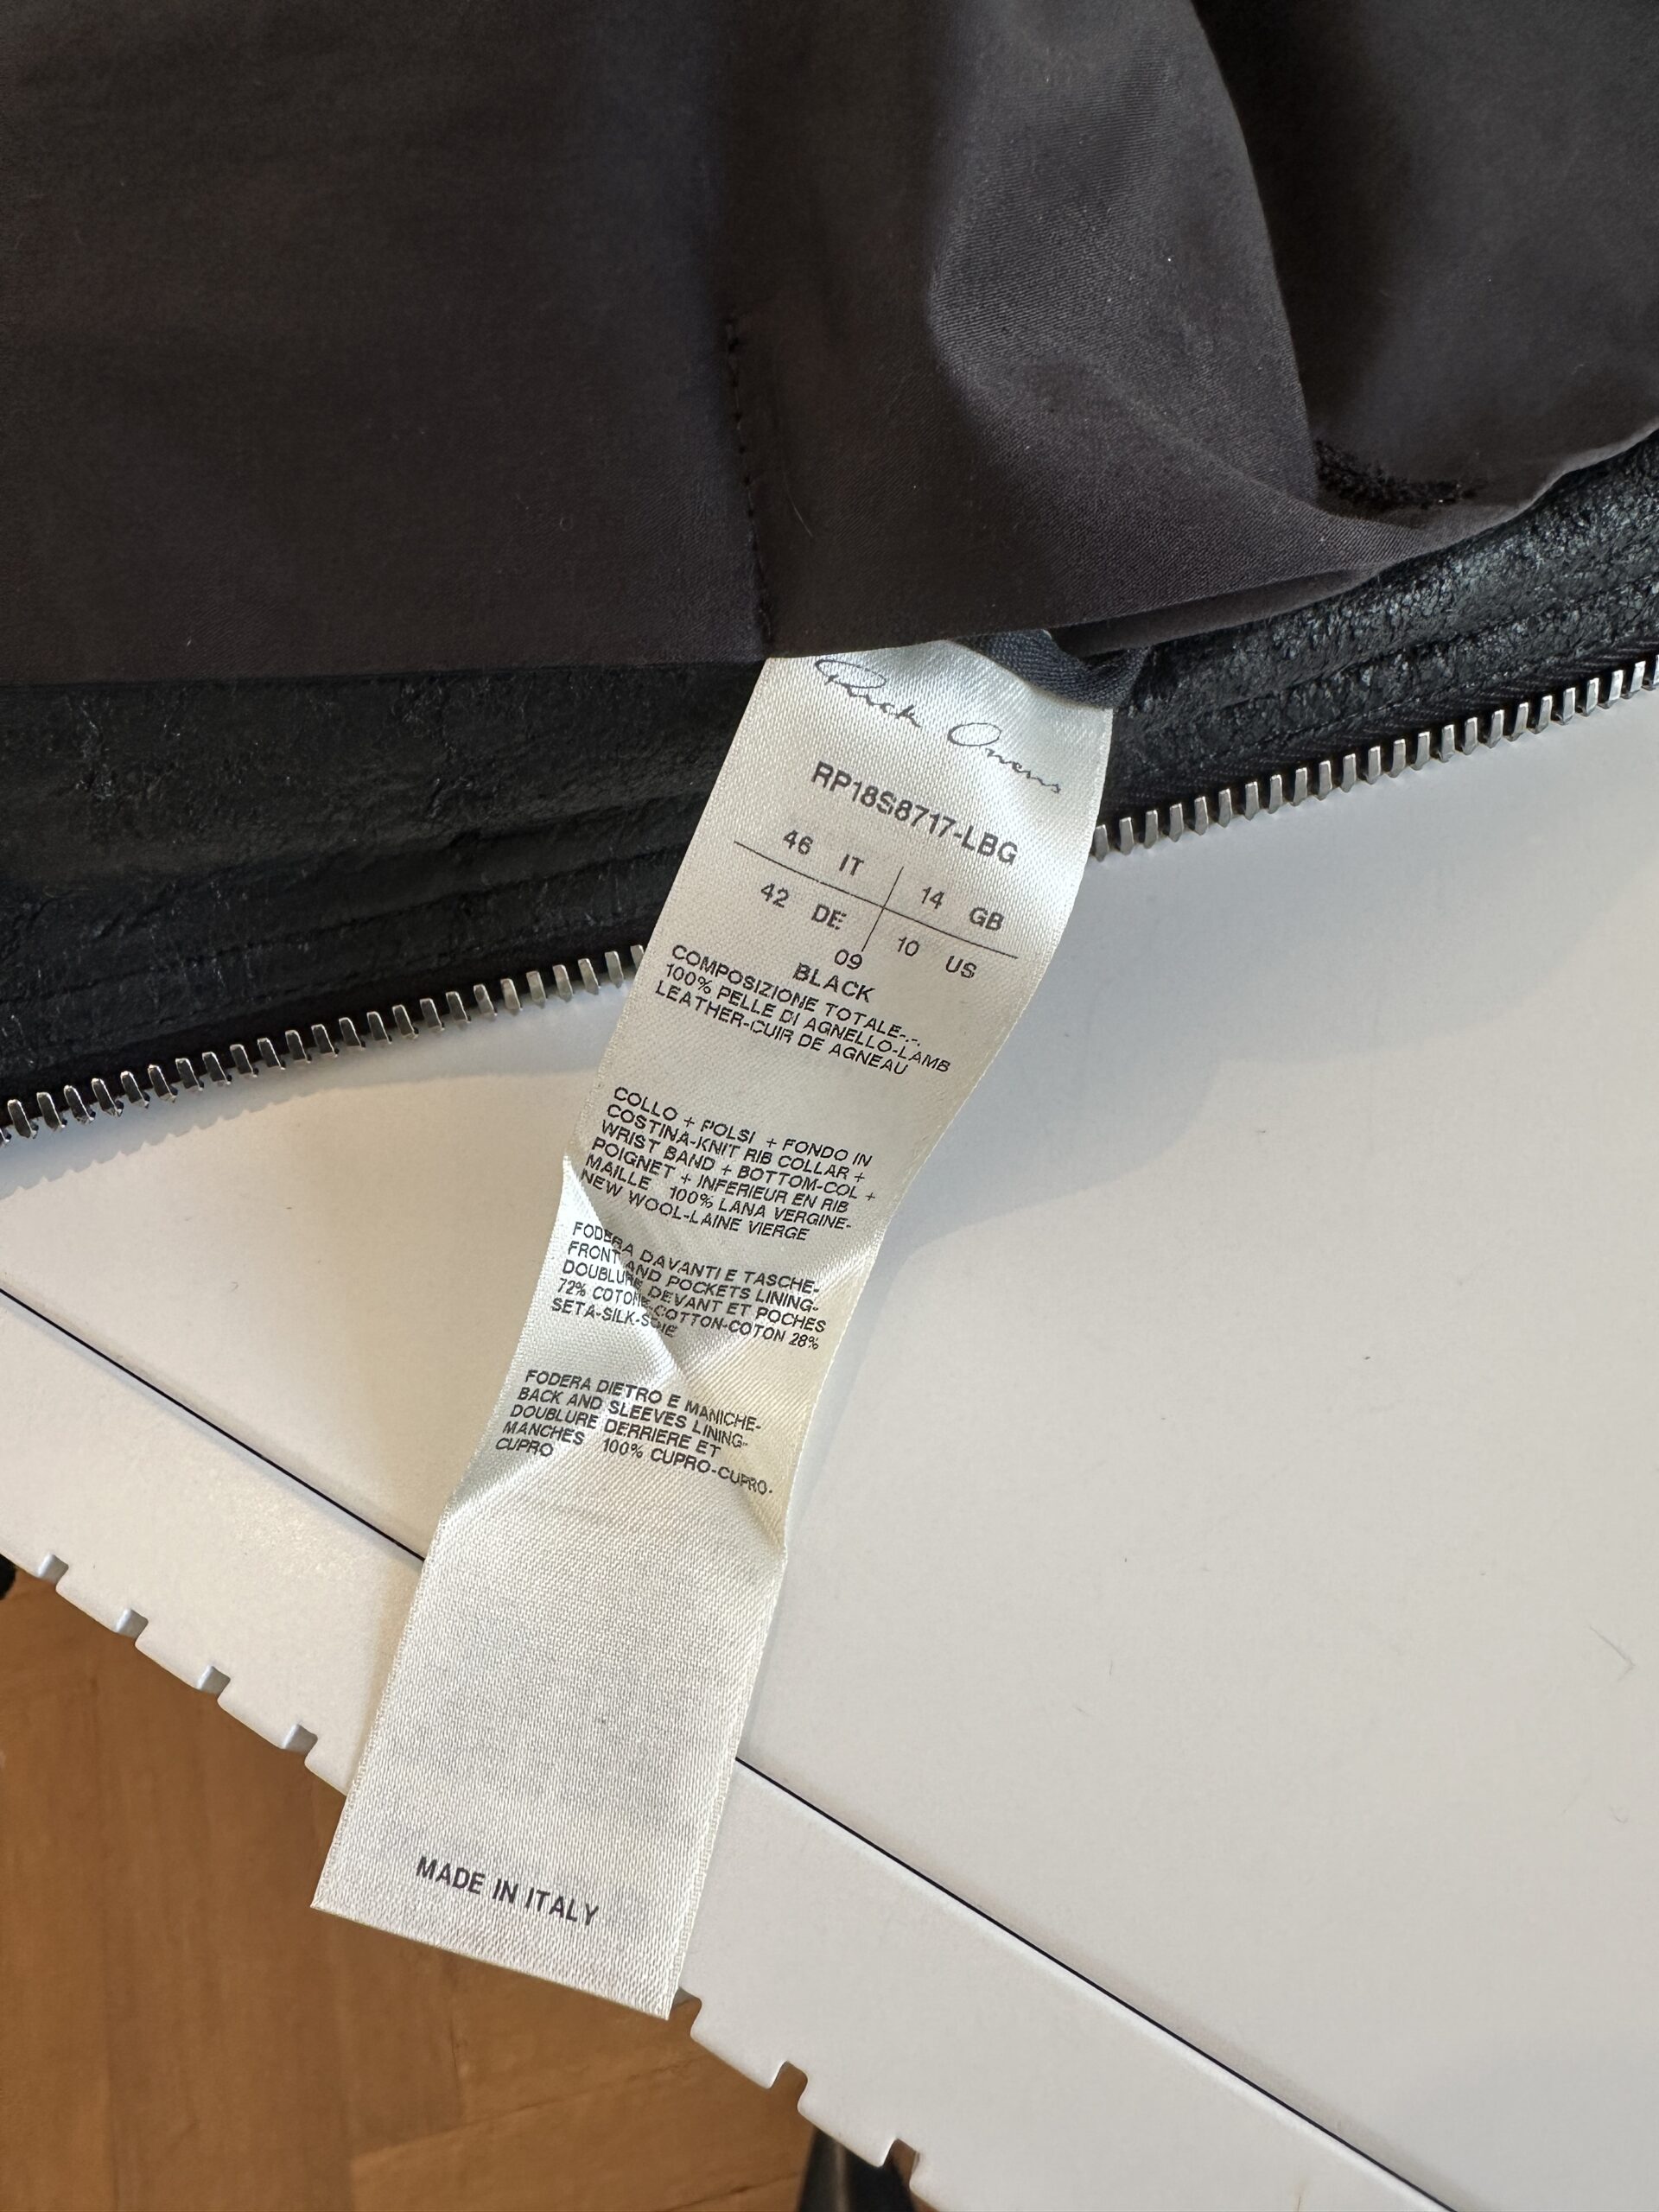 Rick Owens
RP18S8717-LBG
46 IT 14 GB
42 DE 10 US
09
BLACK
COMPOSIZIONE TOTALE-.-.
100% PELLE DI AGNELLO-LAMB
LEATHER-CUIR DE AGNEAU
COLLO + POLSI + FONDO IN
COSTINA-KNIT RIB COLLAR +
WRIST BAND + BOTTOM-COL +
POIGNET + INFERIEUR EN RIB
MAILLE 100% LANA VERGINE-
NEW WOOL-LAINE VIERGE
FODERA DAVANTI E TASCHE-
FRONT AND POCKETS LINING-
DOUBLURE DEVANT ET POCHES
72% COTONE-COTTON-COTON 28%
SETA-SILK-SOIE
FODERA DIETRO E MANICHE-
BACK AND SLEEVES LINING-
DOUBLURE DERRIERE ET
MANCHES 100% CUPRO-CUPRO-
CUPRO
MADE IN ITALY